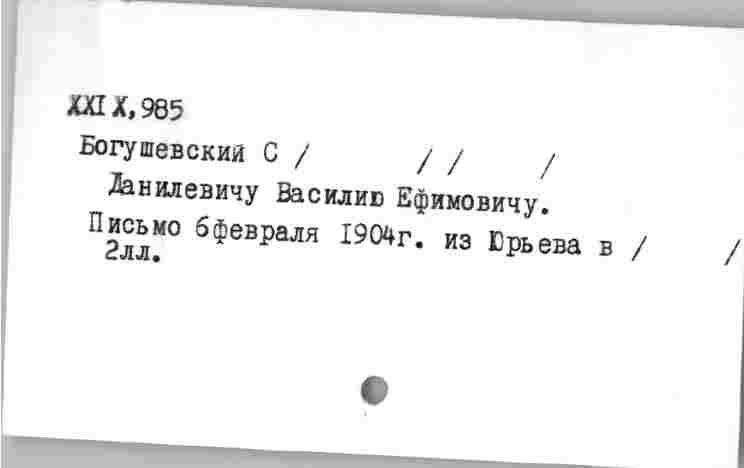 XXIX,985
Богушевский С /      / /    /
Данилевичу Василию Ефимовичу.
Письмо 6февраля 1904г. из Юрьева в /    /
2лл.